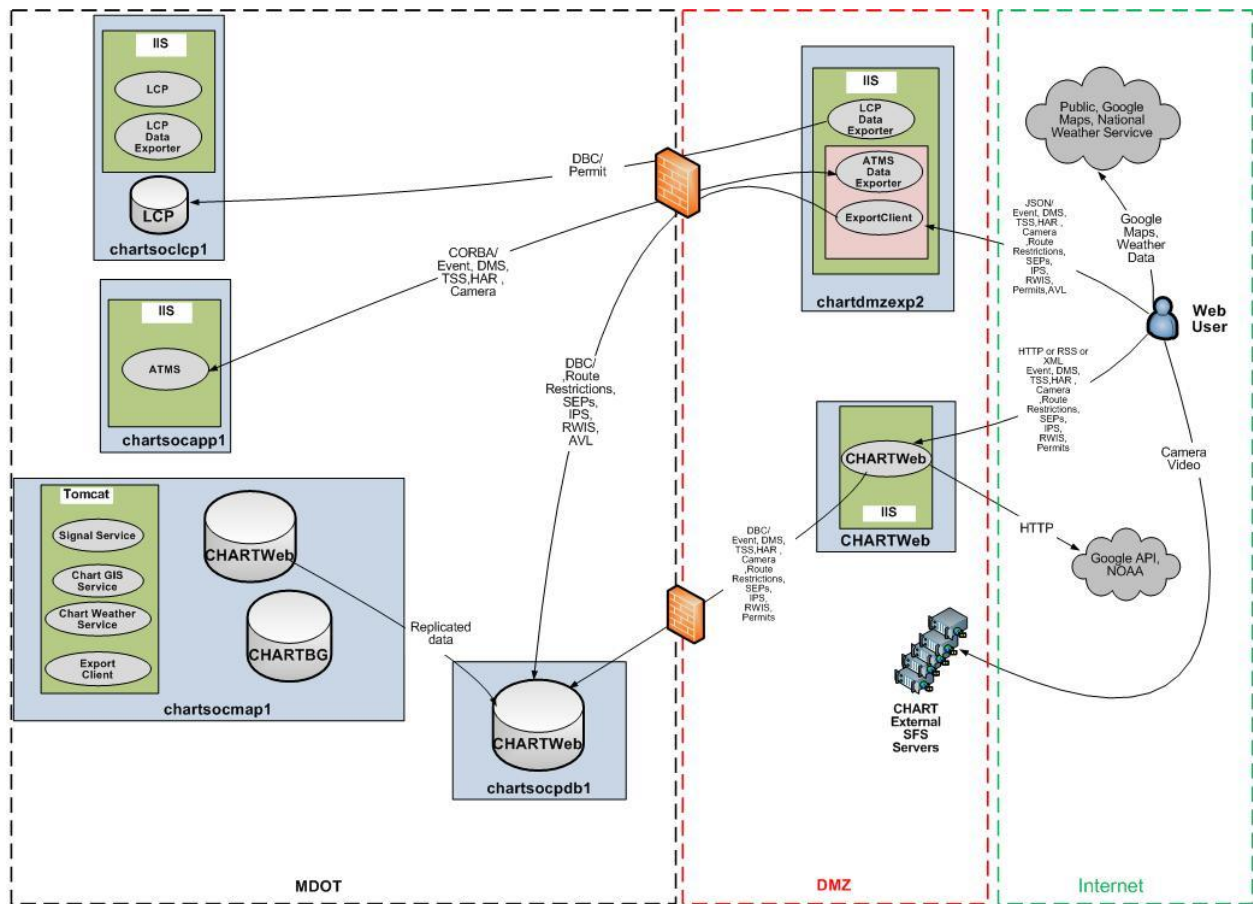 IIS
LCP
LCP
Data
Exporter
LCP
chartsoclcp1
IIS
ATMS
chartsocapp1
Tomcat
Signal Service
Chart GIS
Service
Chart Weather
Service
Export
Client
CHARTWeb
CHARTBG
chartsocmap1
Replicated
data
CHARTWeb
chartsocpdb1
DBC/
Permit
CORBA/
Event, DMS,
TSS,HAR ,
Camera
DBC/
,Route
Restrictions,
SEPs,
IPS,
RWIS,
AVL
MDOT
IIS
LCP
Data
Exporter
ATMS
Data
Exporter
ExportClient
chartdmzexp2
CHARTWeb
IIS
CHARTWeb
DBC/
Event, DMS,
TSS,HAR ,
Camera
,Route
Restrictions,
SEPs,
IPS,
RWIS,
Permits
CHART
External
SFS
Servers
DMZ
Public, Google
Maps, National
Weather Servicve
JSON/
Event, DMS,
TSS,HAR ,
Camera
,Route
Restrictions,
SEPs,
IPS,
RWIS,
Permits,AVL
Google
Maps,
Weather
Data
Web
User
HTTP or RSS or
XML
Event, DMS,
TSS,HAR ,
Camera
,Route
Restrictions,
SEPs,
IPS,
RWIS,
Permits
Camera
Video
HTTP
Google API,
NOAA
Internet